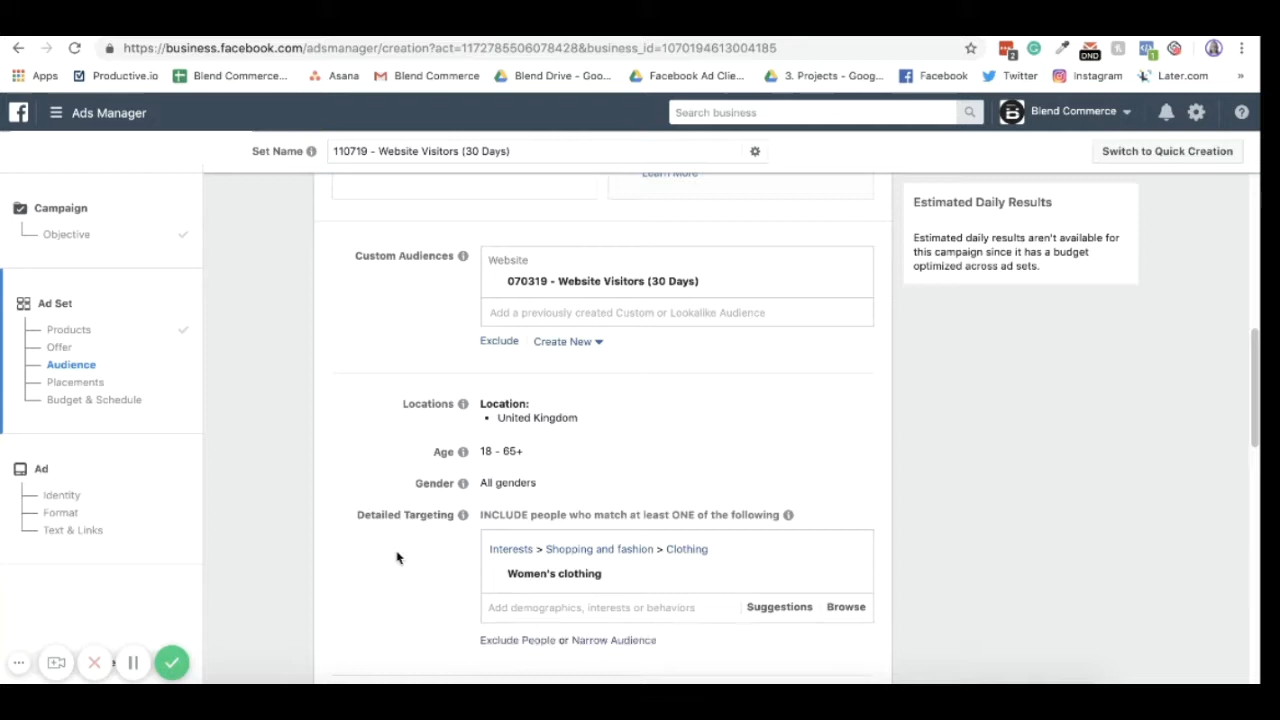 https://business.facebook.com/adsmanager/creation?act=1172785506078428&business_id=1070194613004185
2
DND
1
Apps Productive.io Blend Commerce... Asana Blend Commerce Blend Drive - Goo... Facebook Ad Clie... 3. Projects - Goog... Facebook Twitter Instagram Later.com »
Ads Manager Search business Blend Commerce
Set Name 110719 - Website Visitors (30 Days) Switch to Quick Creation
Learn More
Campaign
Objective
Ad Set
Products
Offer
Audience
Placements
Budget & Schedule
Ad
Identity
Format
Text & Links
Custom Audiences
Website
070319 - Website Visitors (30 Days)
Add a previously created Custom or Lookalike Audience
Exclude Create New
Locations Location:
• United Kingdom
Age 18 - 65+
Gender All genders
Detailed Targeting INCLUDE people who match at least ONE of the following
Interests > Shopping and fashion > Clothing
Women's clothing
Add demographics, interests or behaviors Suggestions Browse
Exclude People or Narrow Audience
Estimated Daily Results
Estimated daily results aren't available for
this campaign since it has a budget
optimized across ad sets.